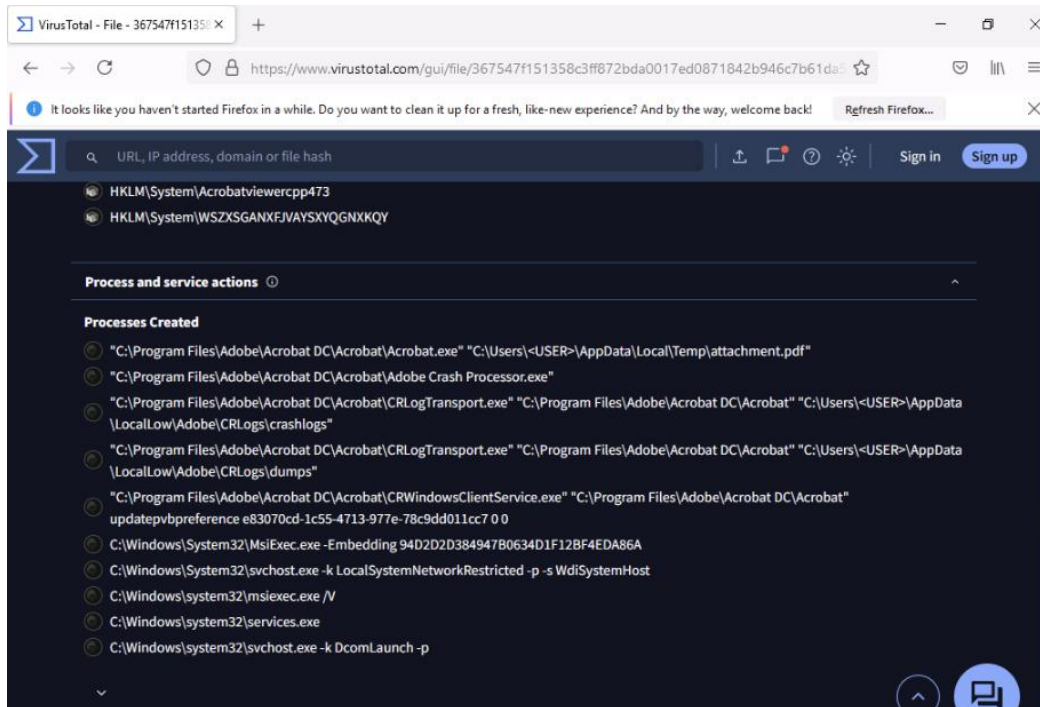 VirusTotal - File - 367547f151358
https://www.virustotal.com/gui/file/367547f151358c3ff872bda0017ed0871842b946c7b61da5
It looks like you haven't started Firefox in a while. Do you want to clean it up for a fresh, like-new experience? And by the way, welcome back! Refresh Firefox...
URL, IP address, domain or file hash Sign in Sign up
HKLM\System\Acrobatviewercpp473
HKLM\System\WSZXSGANXFJVAYSXYQGNXKQY
Process and service actions
Processes Created
"C:\Program Files\Adobe\Acrobat DC\Acrobat\Acrobat.exe" "C:\Users\<USER>\AppData\Local\Temp\attachment.pdf"
"C:\Program Files\Adobe\Acrobat DC\Acrobat\Adobe Crash Processor.exe"
"C:\Program Files\Adobe\Acrobat DC\Acrobat\CRLogTransport.exe" "C:\Program Files\Adobe\Acrobat DC\Acrobat" "C:\Users\<USER>\AppData
\LocalLow\Adobe\CRLogs\crashlogs"
"C:\Program Files\Adobe\Acrobat DC\Acrobat\CRLogTransport.exe" "C:\Program Files\Adobe\Acrobat DC\Acrobat" "C:\Users\<USER>\AppData
\LocalLow\Adobe\CRLogs\dumps"
"C:\Program Files\Adobe\Acrobat DC\Acrobat\CRWindowsClientService.exe" "C:\Program Files\Adobe\Acrobat DC\Acrobat"
updatepvbpreference e83070cd-1c55-4713-977e-78c9dd011cc7 0 0
C:\Windows\System32\MsiExec.exe -Embedding 94D2D2D384947B0634D1F12BF4EDA86A
C:\Windows\System32\svchost.exe -k LocalSystemNetworkRestricted -p -s WdiSystemHost
C:\Windows\system32\msiexec.exe /V
C:\Windows\system32\services.exe
C:\Windows\system32\svchost.exe -k DcomLaunch -p